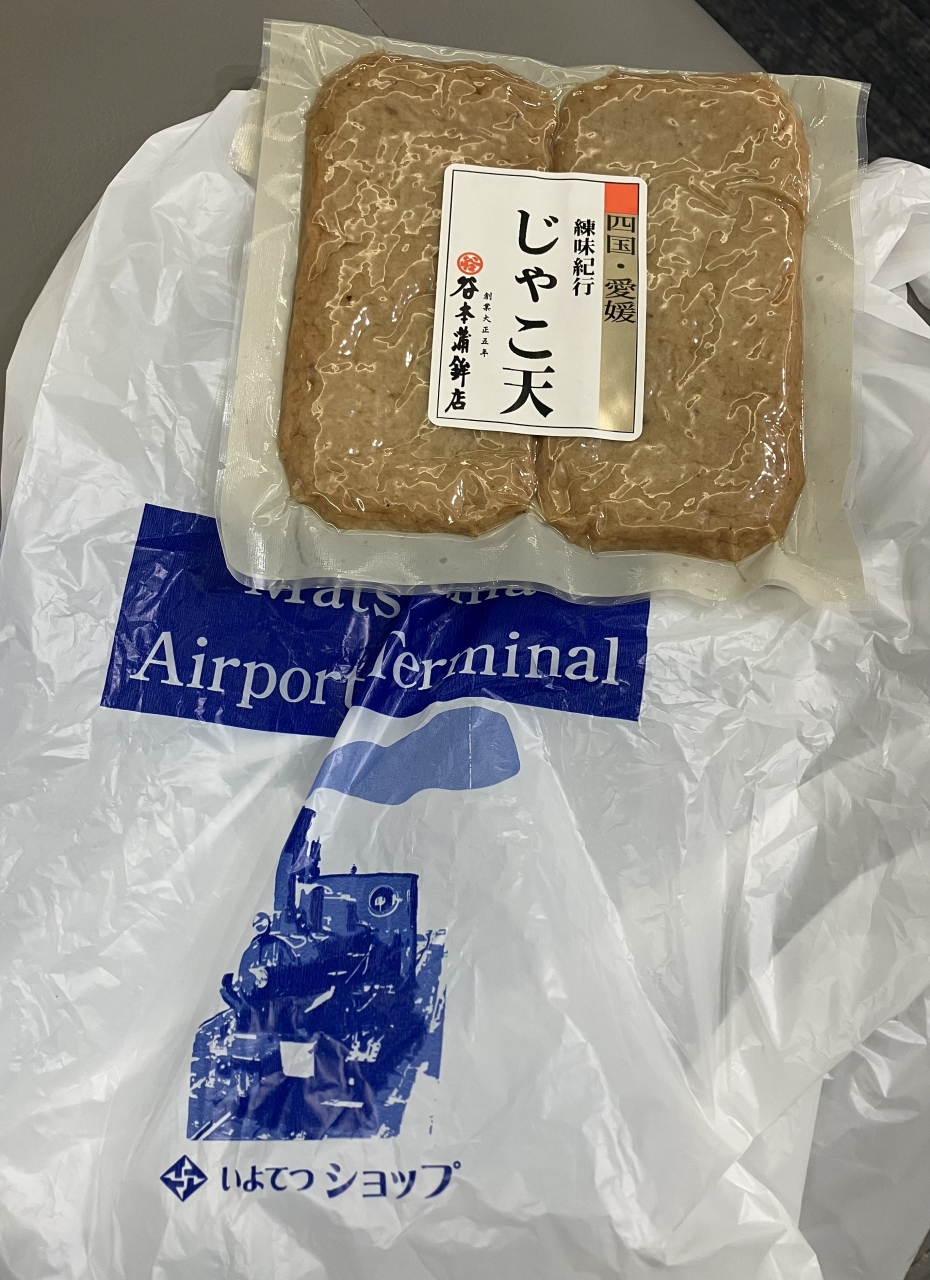 四国・愛媛
練味紀行
じゃこ天
創業大正五年
谷本蒲鉾店
Airport Terminal
いよてつ ショップ